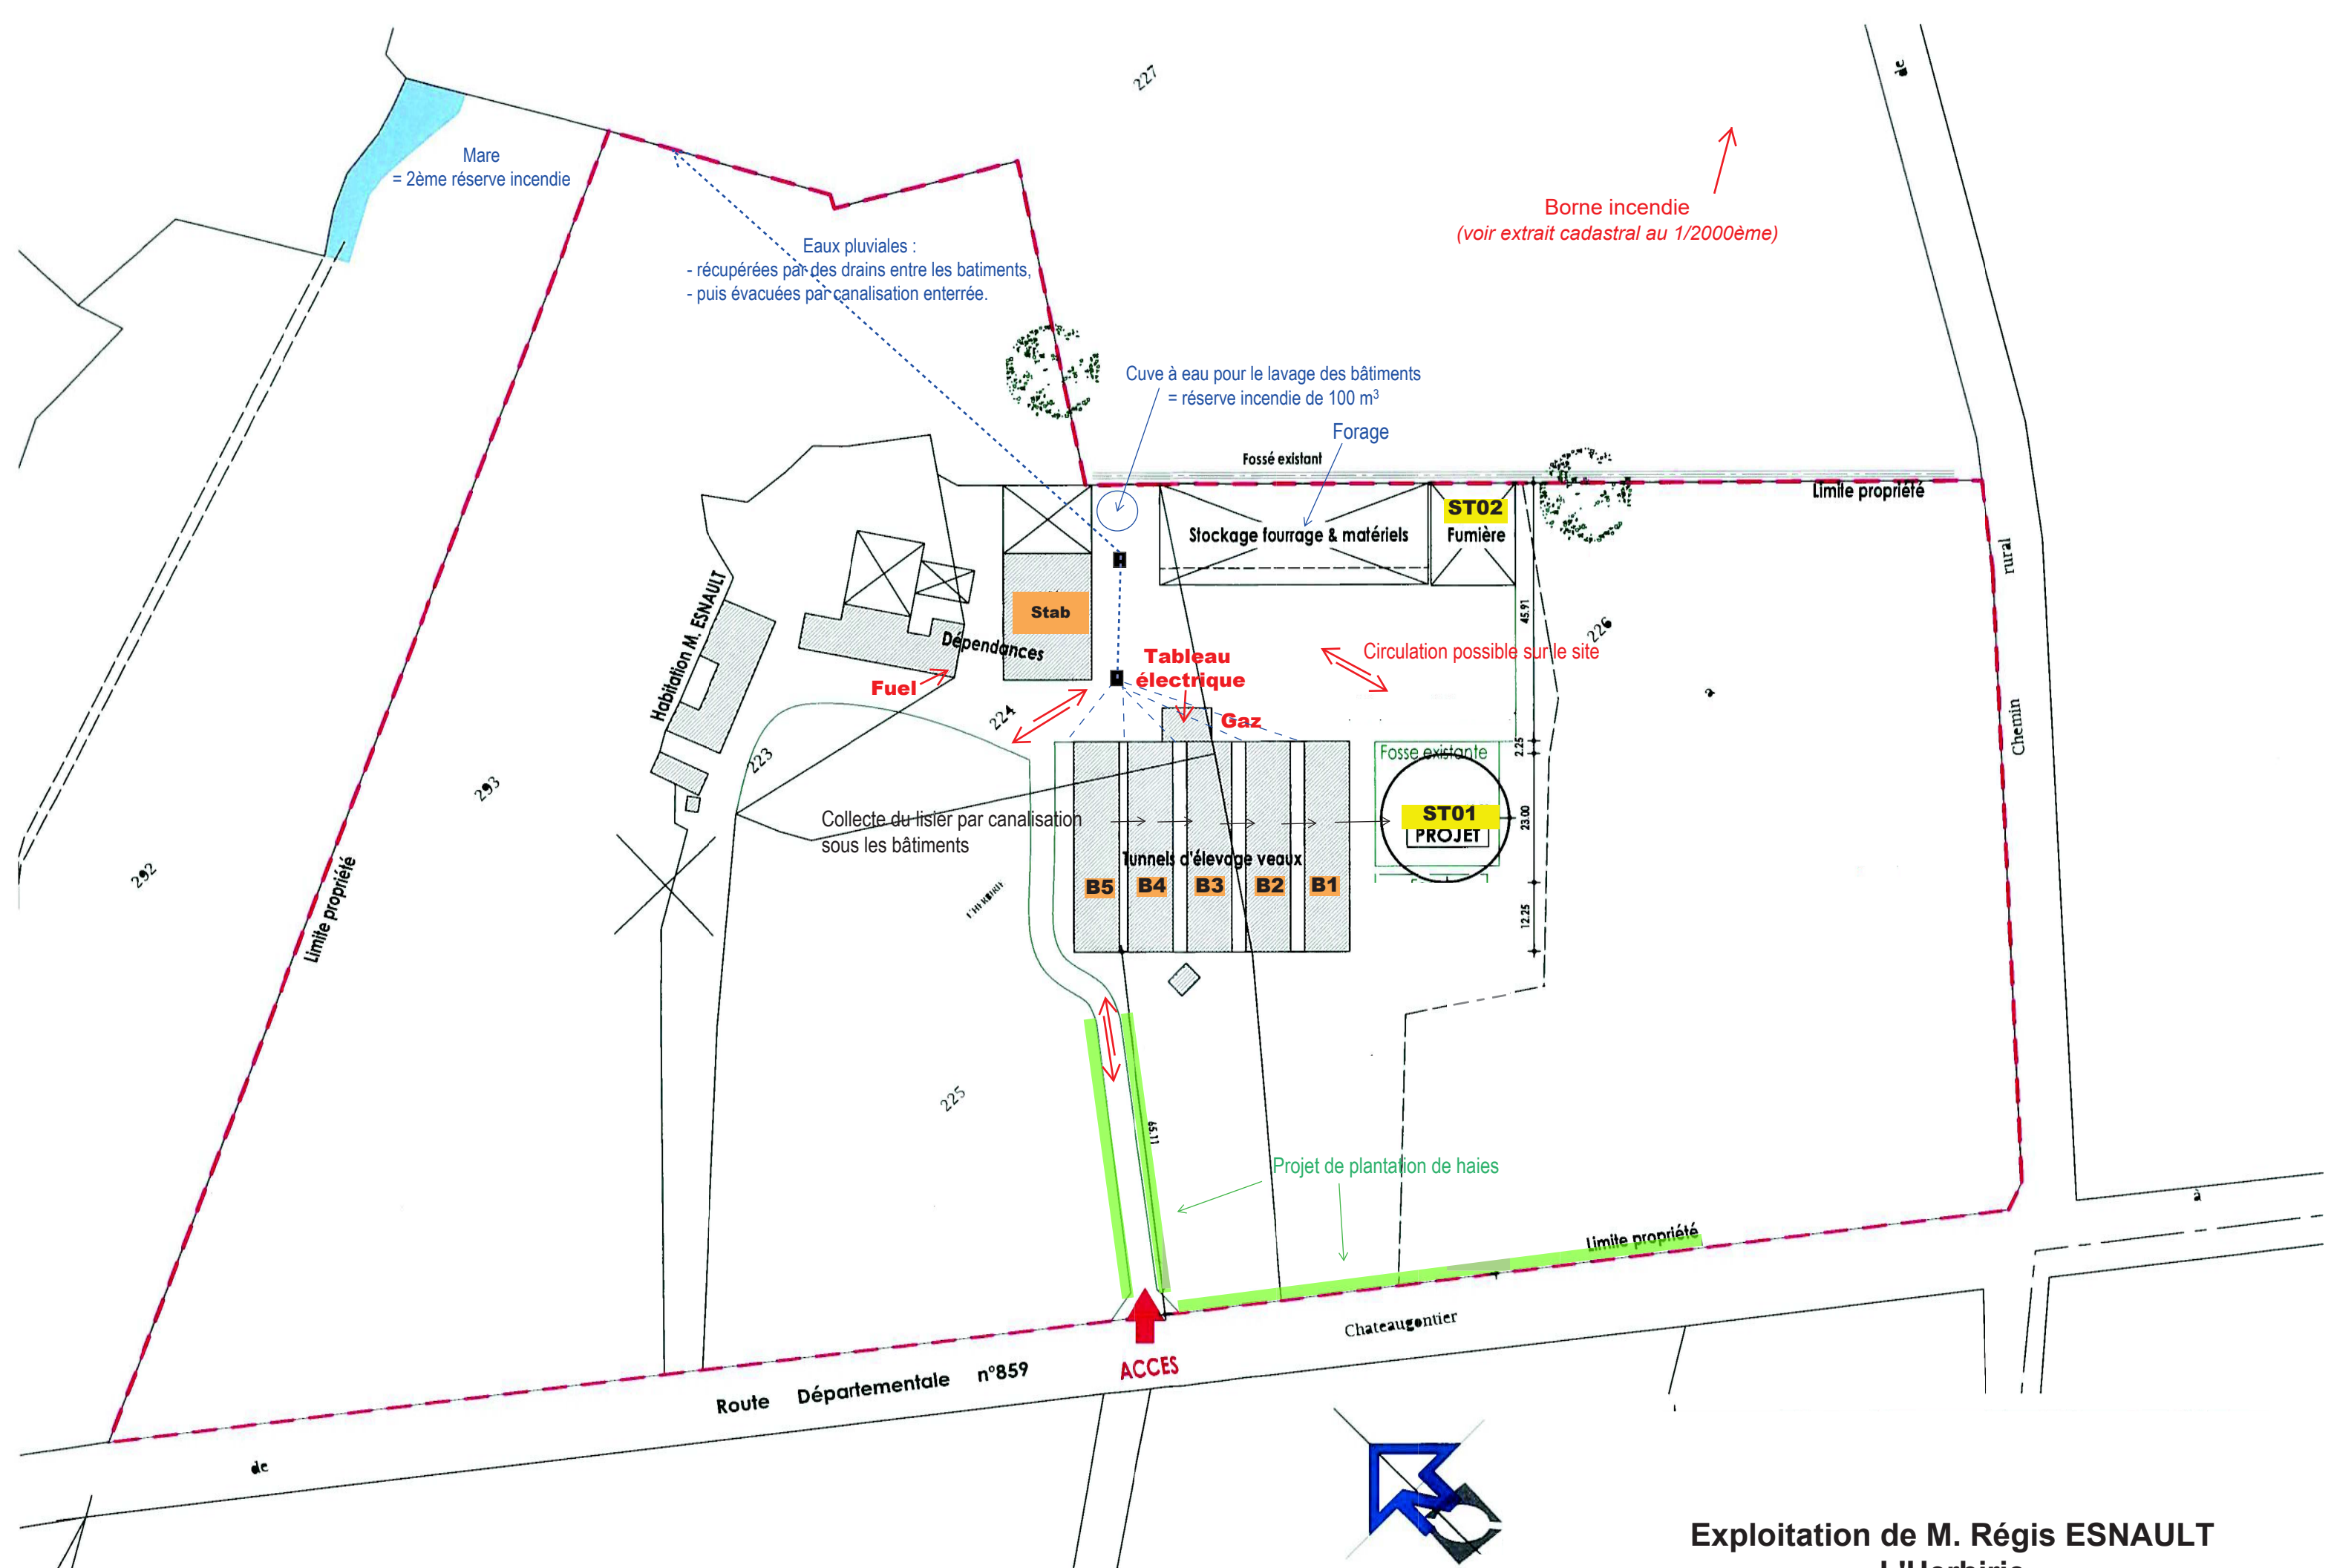 227
de
Mare
= 2ème réserve incendie
Borne incendie
(voir extrait cadastral au 1/2000ème)
Eaux pluviales :
- récupérées par des drains entre les batiments,
- puis évacuées par canalisation enterrée.
Cuve à eau pour le lavage des bâtiments
= réserve incendie de 100 m³
Forage
Fossé existant
Limite propriété
ST02
Fumière
Stockage fourrage & matériels
rural
Chemin
Stab
Habitation M. ESNAULT
Dépendances
Fuel
Tableau
électrique
Gaz
Circulation possible sur le site
45.91
226
a
224
223
293
292
Fosse existante
2.25
ST01
PROJET
23.00
12.25
Collecte du lisier par canalisation
sous les bâtiments
Tunnels d'élevage veaux
B5 B4 B3 B2 B1
Limite propriété
225
65.11
Projet de plantation de haies
Limite propriété
à
Chateaugontier
ACCES
Route Départementale n°859
de
Exploitation de M. Régis ESNAULT